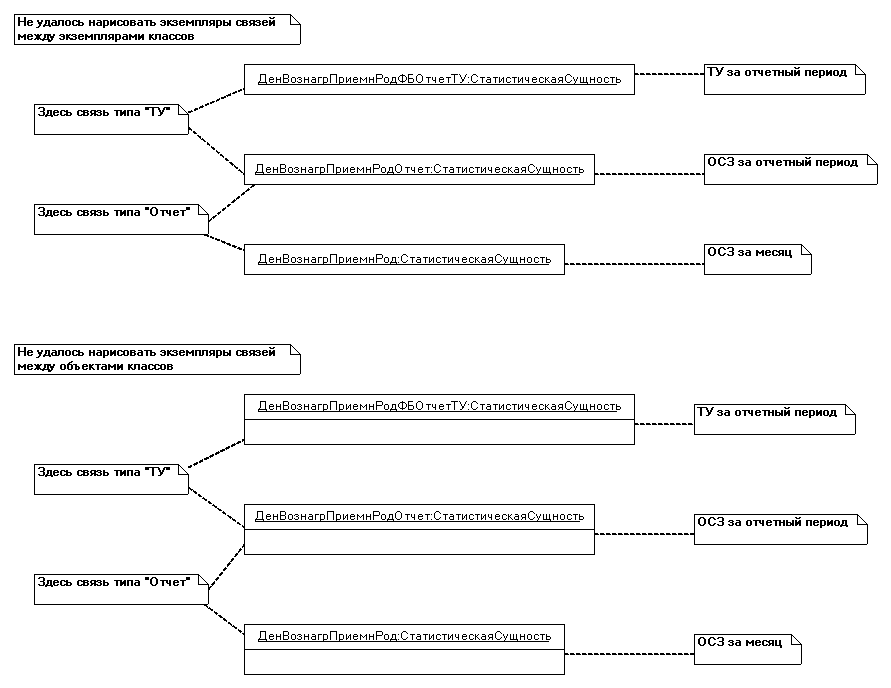 Не удалось нарисовать экземпляры связей
между экземплярами классов
ДенВознагрПриемнРодФБОтчетТУ:СтатистическаяСущность
ТУ за отчетный период
Здесь связь типа "ТУ"
ДенВознагрПриемнРодОтчет:СтатистическаяСущность
ОСЗ за отчетный период
Здесь связь типа "Отчет"
ДенВознагрПриемнРод:СтатистическаяСущность
ОСЗ за месяц
Не удалось нарисовать экземпляры связей
между объектами классов
ДенВознагрПриемнРодФБОтчетТУ:СтатистическаяСущность
ТУ за отчетный период
Здесь связь типа "ТУ"
ДенВознагрПриемнРодОтчет:СтатистическаяСущность
ОСЗ за отчетный период
Здесь связь типа "Отчет"
ДенВознагрПриемнРод:СтатистическаяСущность
ОСЗ за месяц